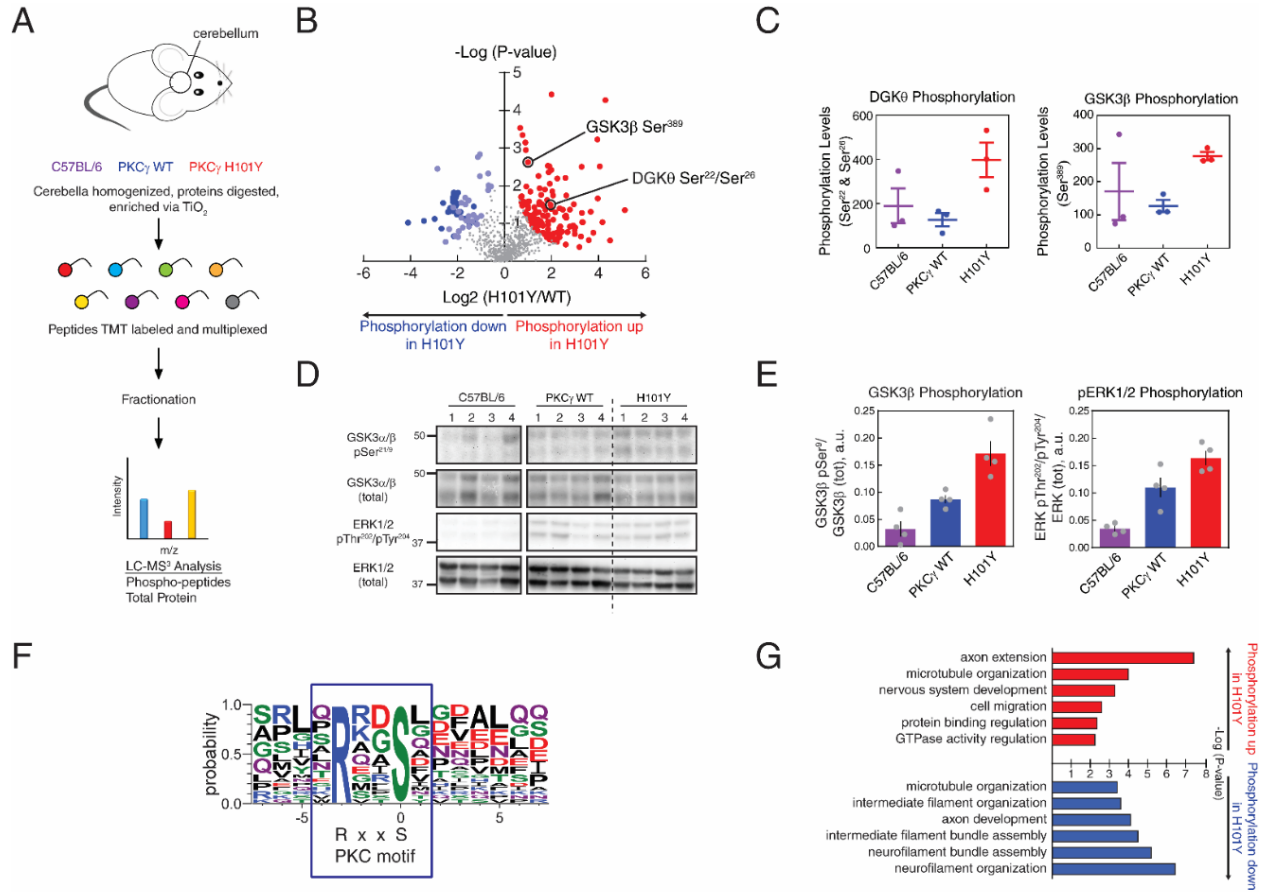 A
cerebellum
C57BL/6 PKCγ WT PKCγ H101Y
Cerebella homogenized, proteins digested,
enriched via TiO2
Peptides TMT labeled and multiplexed
Fractionation
Intensity
m/z
LC-MS³ Analysis
Phospho-peptides
Total Protein
B
-Log (P-value)
5
4
3
2
1
GSK3β Ser³⁸⁹
DGKθ Ser²²/Ser²⁶
-6 -4 -2 0 2 4 6
Log2 (H101Y/WT)
Phosphorylation down
in H101Y
Phosphorylation up
in H101Y
C
DGKθ Phosphorylation
Phosphorylation Levels
(Ser²² & Ser²⁶)
600
400
200
0
C57BL/6
PKCγ WT
H101Y
GSK3β Phosphorylation
Phosphorylation Levels
(Ser³⁸⁹)
400
300
200
100
0
C57BL/6
PKCγ WT
H101Y
D
C57BL/6 PKCγ WT H101Y
1 2 3 4 1 2 3 4 1 2 3 4
GSK3α/β
pSer²¹/⁹
50
GSK3α/β
(total)
50
ERK1/2
pThr²⁰²/pTyr²⁰⁴
37
ERK1/2
(total)
37
E
GSK3β Phosphorylation
GSK3β pSer⁹/
GSK3β (tot), a.u.
0.25
0.20
0.15
0.10
0.05
0.00
C57BL/6
PKCγ WT
H101Y
pERK1/2 Phosphorylation
ERK pThr²⁰²/pTyr²⁰⁴/
ERK (tot), a.u.
0.25
0.20
0.15
0.10
0.05
0.00
C57BL/6
PKCγ WT
H101Y
F
probability
1.0
0.5
0.0
-5 0 5
R x x S
PKC motif
G
axon extension
microtubule organization
nervous system development
cell migration
protein binding regulation
GTPase activity regulation
1 2 3 4 5 6 7 8
-Log (P-value)
microtubule organization
intermediate filament organization
axon development
intermediate filament bundle assembly
neurofilament bundle assembly
neurofilament organization
Phosphorylation up
in H101Y
Phosphorylation down
in H101Y